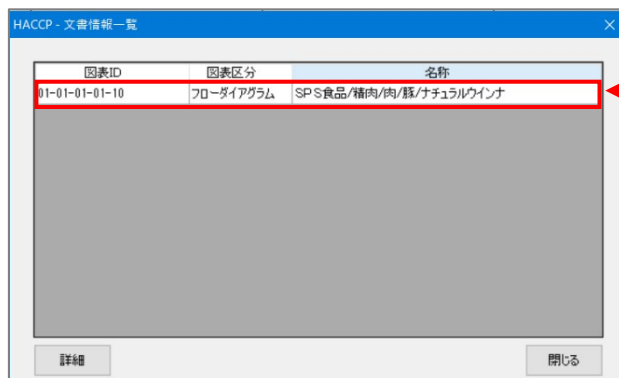 HACCP - 文書情報一覧
図表ID 図表区分 名称
01-01-01-01-10 フローダイアグラム SPS食品/精肉/肉/豚/ナチュラルウインナ
詳細 閉じる